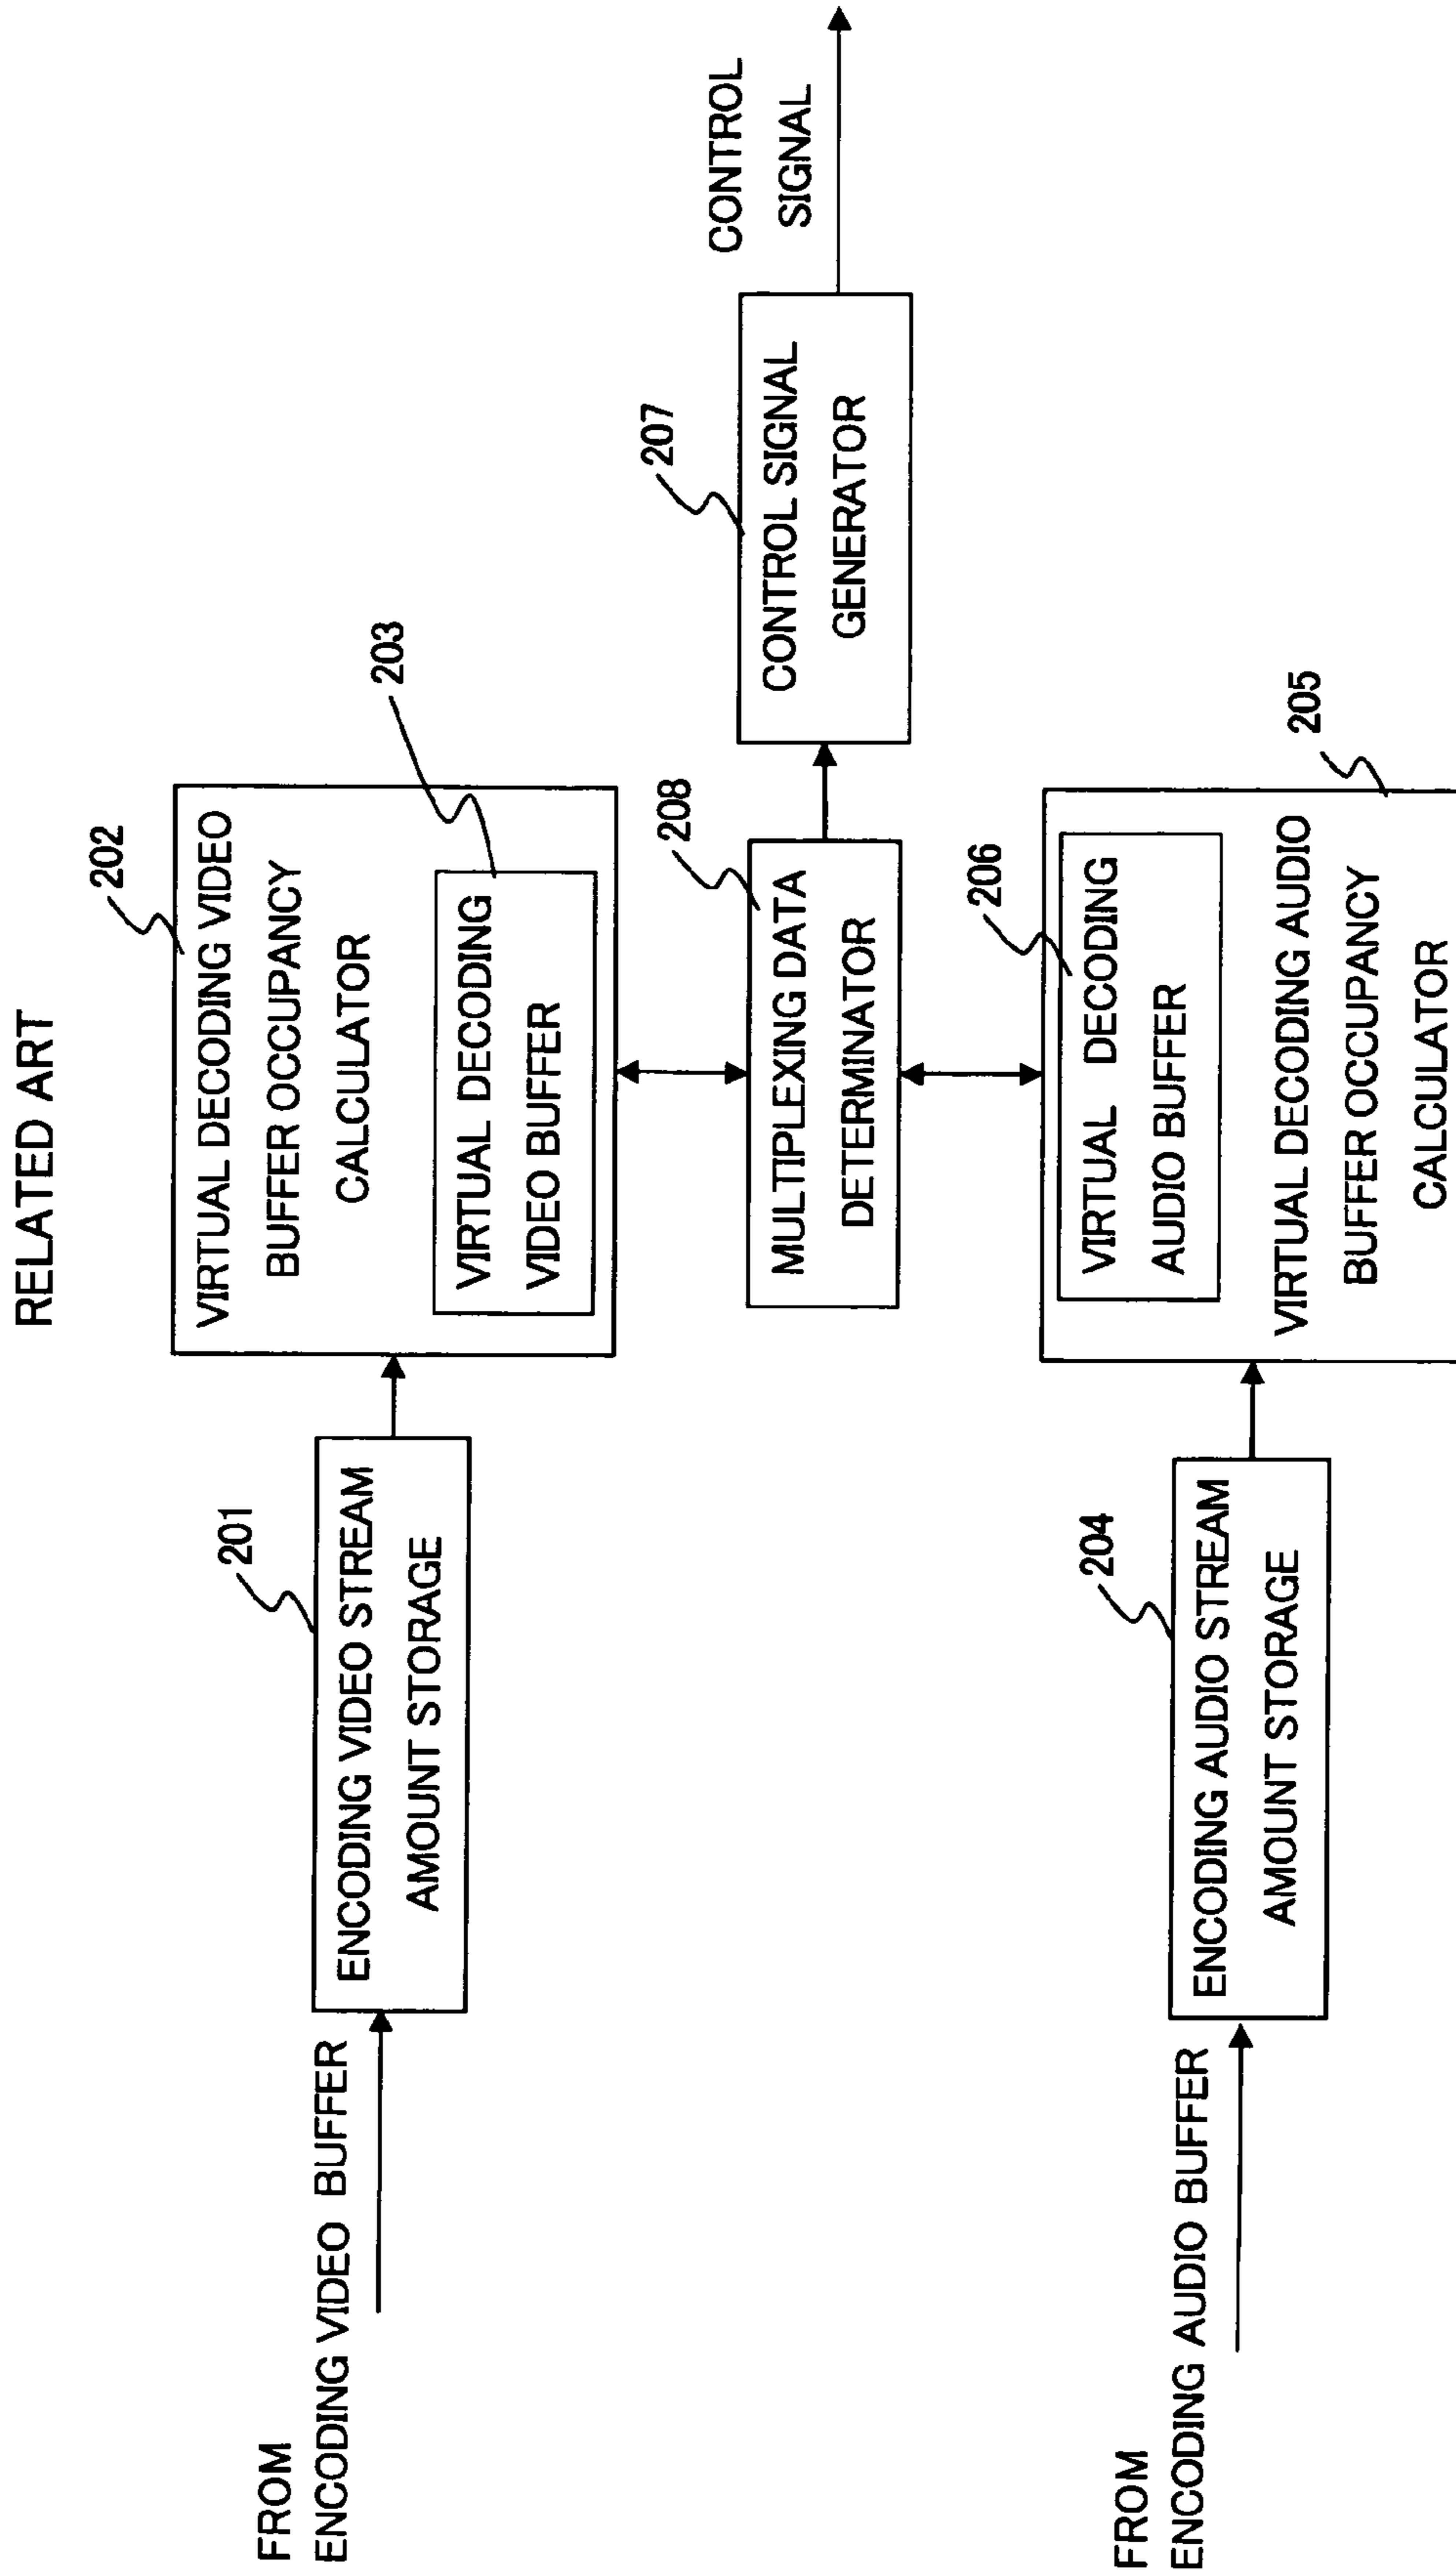 RELATED ART
202
VIRTUAL DECODING VIDEO
BUFFER OCCUPANCY
CALCULATOR
203
VIRTUAL DECODING
VIDEO BUFFER
201
ENCODING VIDEO STREAM
AMOUNT STORAGE
FROM
ENCODING VIDEO BUFFER
208
MULTIPLEXING DATA
DETERMINATOR
207
CONTROL SIGNAL
GENERATOR
CONTROL
SIGNAL
206
VIRTUAL DECODING
AUDIO BUFFER
205
VIRTUAL DECODING AUDIO
BUFFER OCCUPANCY
CALCULATOR
204
ENCODING AUDIO STREAM
AMOUNT STORAGE
FROM
ENCODING AUDIO BUFFER